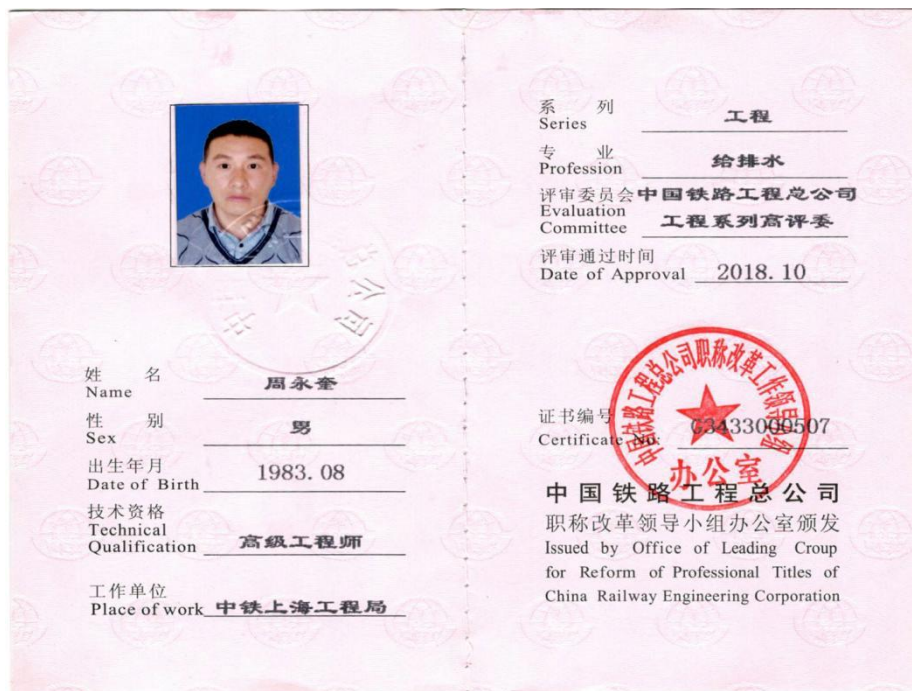 姓 名
Name 周永奎
性 别
Sex 男
出生年月
Date of Birth 1983.08
技术资格
Technical
Qualification 高级工程师
工作单位
Place of work 中铁上海工程局
系 列
Series 工程
专 业
Profession 给排水
评审委员会 中国铁路工程总公司
Evaluation
Committee 工程系列高评委
评审通过时间
Date of Approval 2018.10
中国铁路工程总公司职称改革工作领导小组
办公室
证书编号
Certificate No: G3433000507
中国铁路工程总公司
职称改革领导小组办公室颁发
Issued by Office of Leading Croup
for Reform of Professional Titles of
China Railway Engineering Corporation